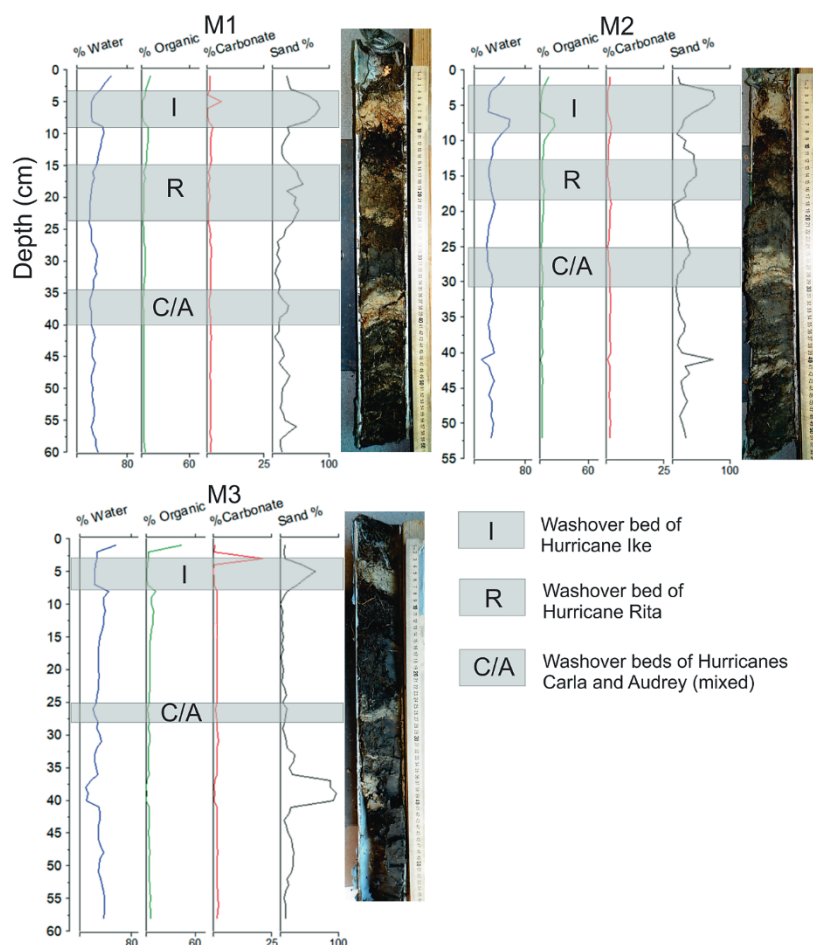 M1
% Water
% Organic
%Carbonate
Sand %
Depth (cm)
0
5
10
15
20
25
30
35
40
45
50
55
60
I
R
C/A
80
60
25
100
M2
% Water
% Organic
%Carbonate
Sand %
0
5
10
15
20
25
30
35
40
45
50
55
I
R
C/A
80
60
25
100
M3
% Water
% Organic
%Carbonate
Sand %
0
5
10
15
20
25
30
35
40
45
50
55
60
I
C/A
80
60
25
100
I
Washover bed of
Hurricane Ike
R
Washover bed of
Hurricane Rita
C/A
Washover beds of Hurricanes
Carla and Audrey (mixed)